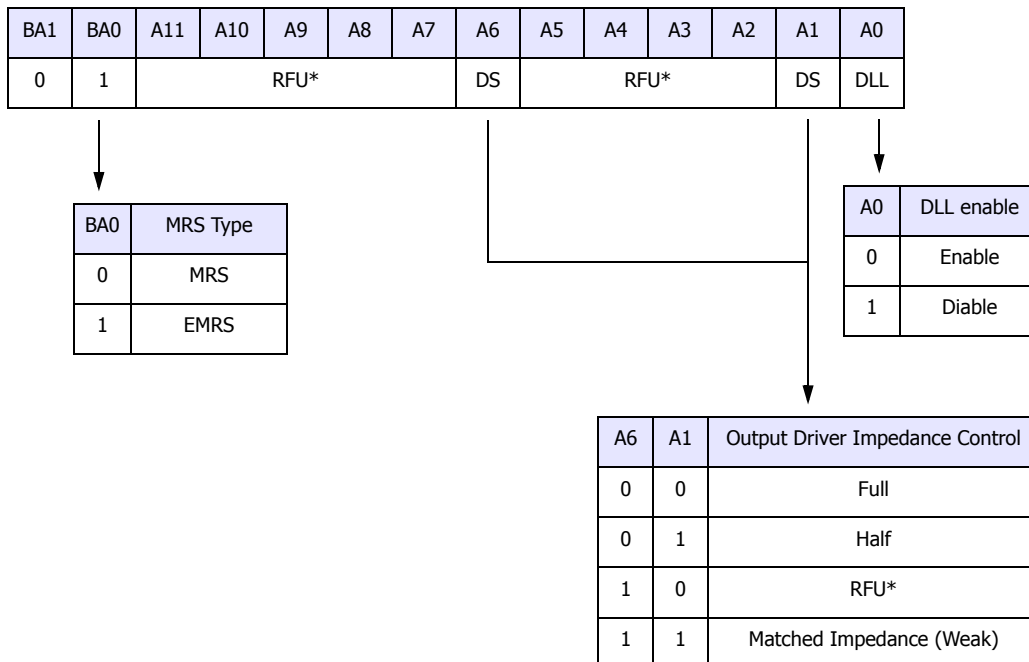 BA1 BA0 A11 A10 A9 A8 A7 A6 A5 A4 A3 A2 A1 A0
0 1 RFU* DS RFU* DS DLL
BA0 MRS Type
0 MRS
1 EMRS
A0 DLL enable
0 Enable
1 Diable
A6 A1 Output Driver Impedance Control
0 0 Full
0 1 Half
1 0 RFU*
1 1 Matched Impedance (Weak)